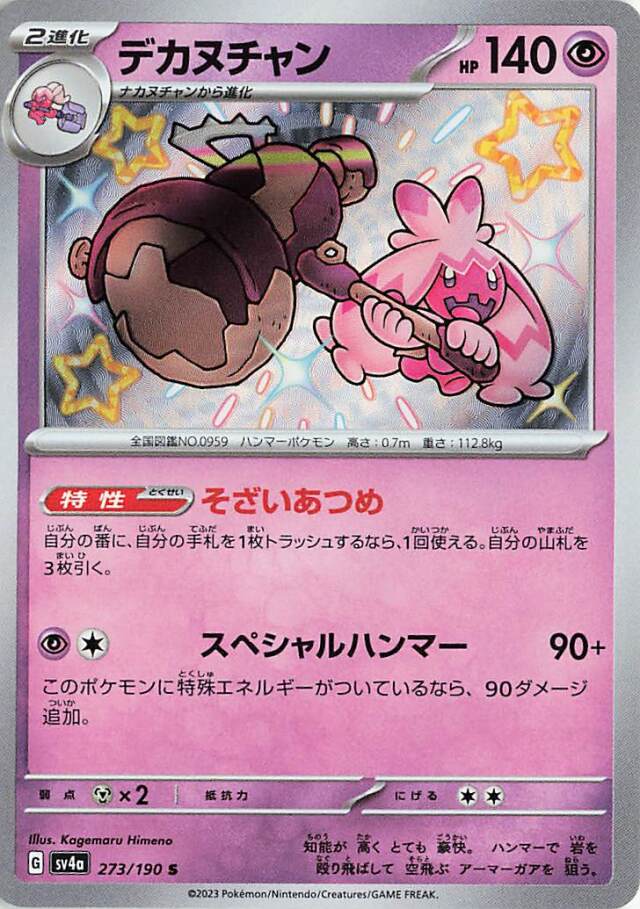 2進化
デカヌチャン
HP 140
ナカヌチャンから進化
全国図鑑NO.0959 ハンマーポケモン 高さ:0.7m 重さ:112.8kg
特性 とくせい そざいあつめ
自分の番に、自分の手札を1枚トラッシュするなら、1回使える。自分の山札を
3枚引く。
スペシャルハンマー 90+
このポケモンに特殊エネルギーがついているなら、90ダメージ
追加。
弱点 ×2 抵抗力 にげる
Illus. Kagemaru Himeno
知能が 高く とても 豪快。 ハンマーで 岩を
殴り飛ばして 空飛ぶ アーマーガアを 狙う。
G sv4a 273/190 S
©2023 Pokémon/Nintendo/Creatures/GAME FREAK.